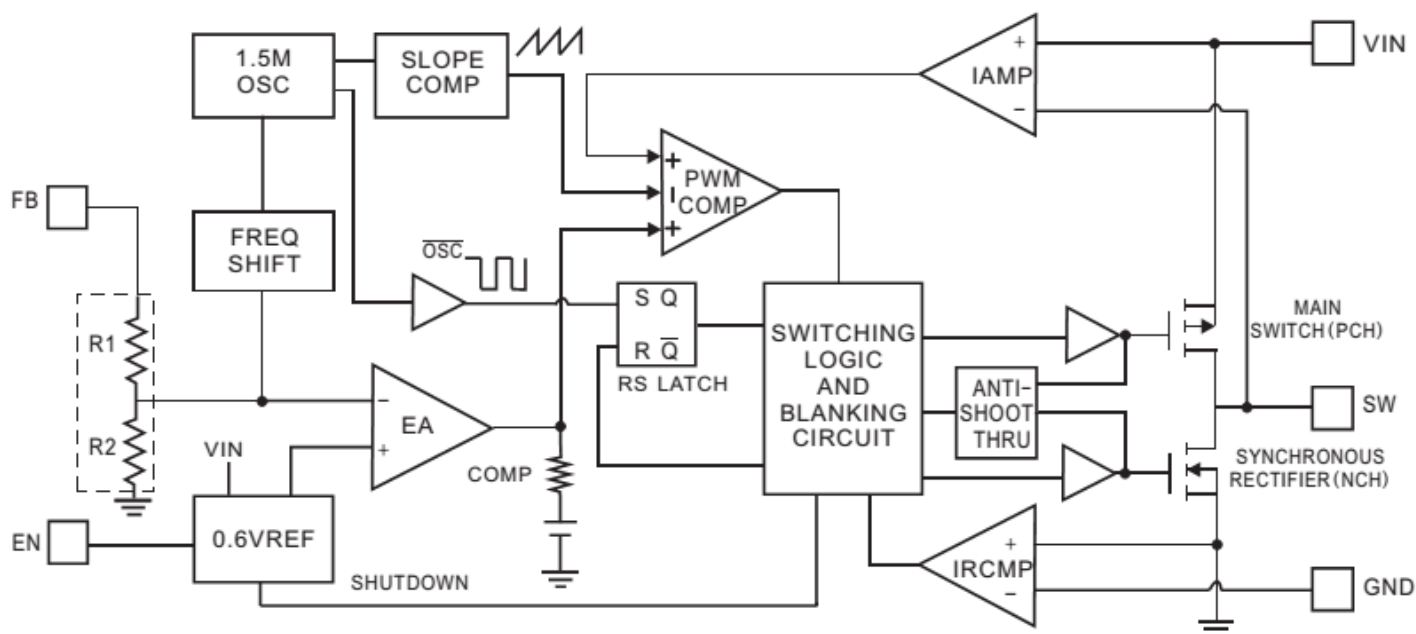 1.5M
OSC
SLOPE
COMP
+
IAMP
−
VIN
FB
FREQ
SHIFT
+
−
+
PWM
COMP
OSC
S Q
R Q
RS LATCH
SWITCHING
LOGIC
AND
BLANKING
CIRCUIT
ANTI-
SHOOT
THRU
MAIN
SWITCH(PCH)
SW
SYNCHRONOUS
RECTIFIER(NCH)
R1
R2
−
EA
+
COMP
VIN
EN
0.6VREF
SHUTDOWN
+
IRCMP
−
GND